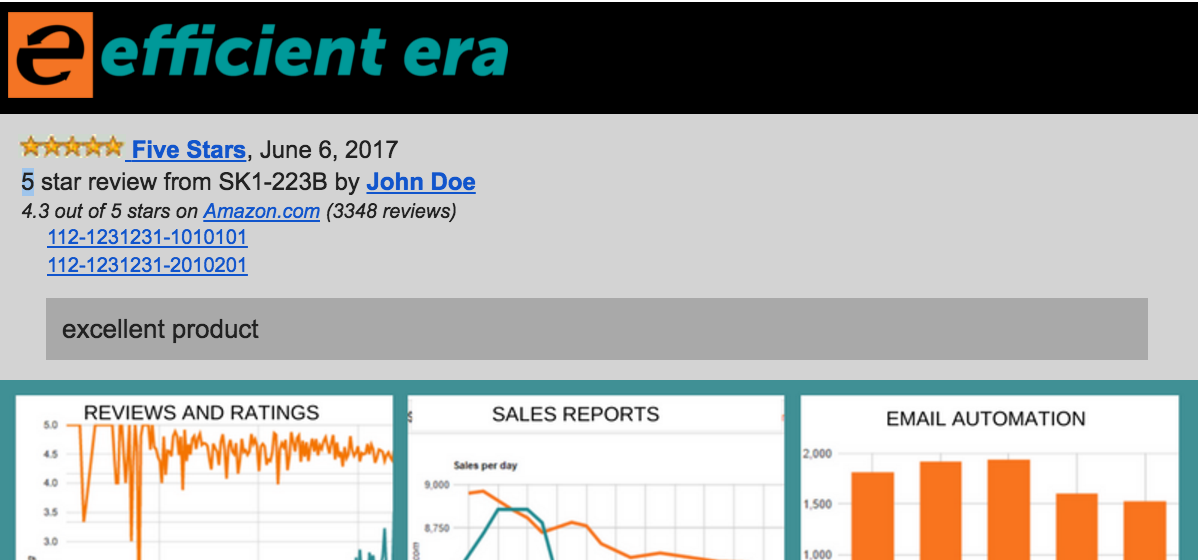 e efficient era
Five Stars, June 6, 2017
5 star review from SK1-223B by John Doe
4.3 out of 5 stars on Amazon.com (3348 reviews)
112-1231231-1010101
112-1231231-2010201
excellent product
REVIEWS AND RATINGS
5.0
4.5
4.0
3.5
3.0
SALES REPORTS
Sales per day
9,000
8,750
.com
EMAIL AUTOMATION
2,000
1,500
1,000